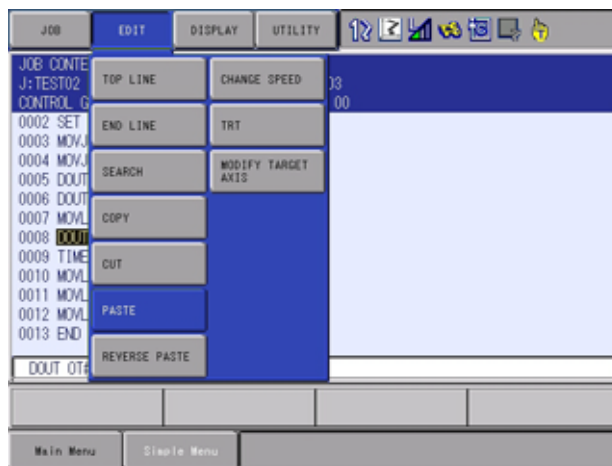 JOB EDIT DISPLAY UTILITY
JOB CONTE
J:TEST02 03
CONTROL G 00
0002 SET
0003 MOVJ
0004 MOVJ
0005 DOUT
0006 DOUT
0007 MOVL
0008 DOUT
0009 TIME
0010 MOVL
0011 MOVL
0012 MOVL
0013 END
DOUT OT#
TOP LINE
END LINE
SEARCH
COPY
CUT
PASTE
REVERSE PASTE
CHANGE SPEED
TRT
MODIFY TARGET
AXIS
Main Menu Simple Menu